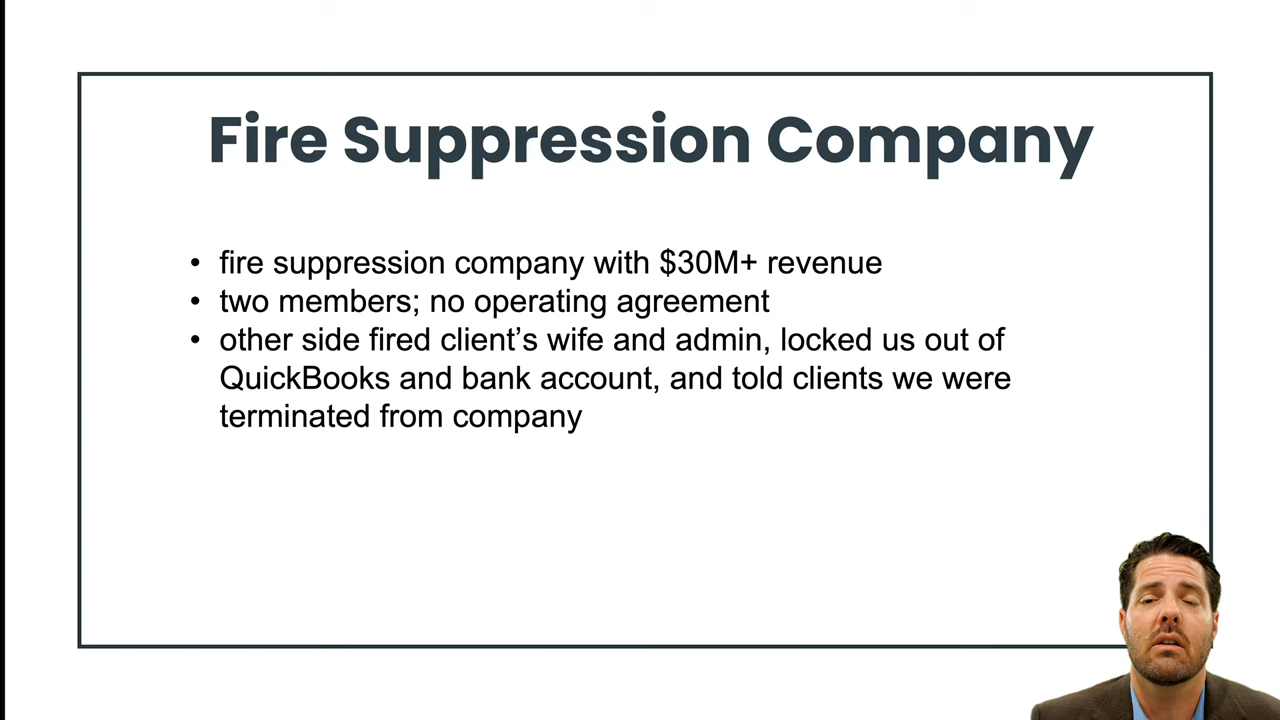 Fire Suppression Company
• fire suppression company with $30M+ revenue
• two members; no operating agreement
• other side fired client’s wife and admin, locked us out of
QuickBooks and bank account, and told clients we were
terminated from company